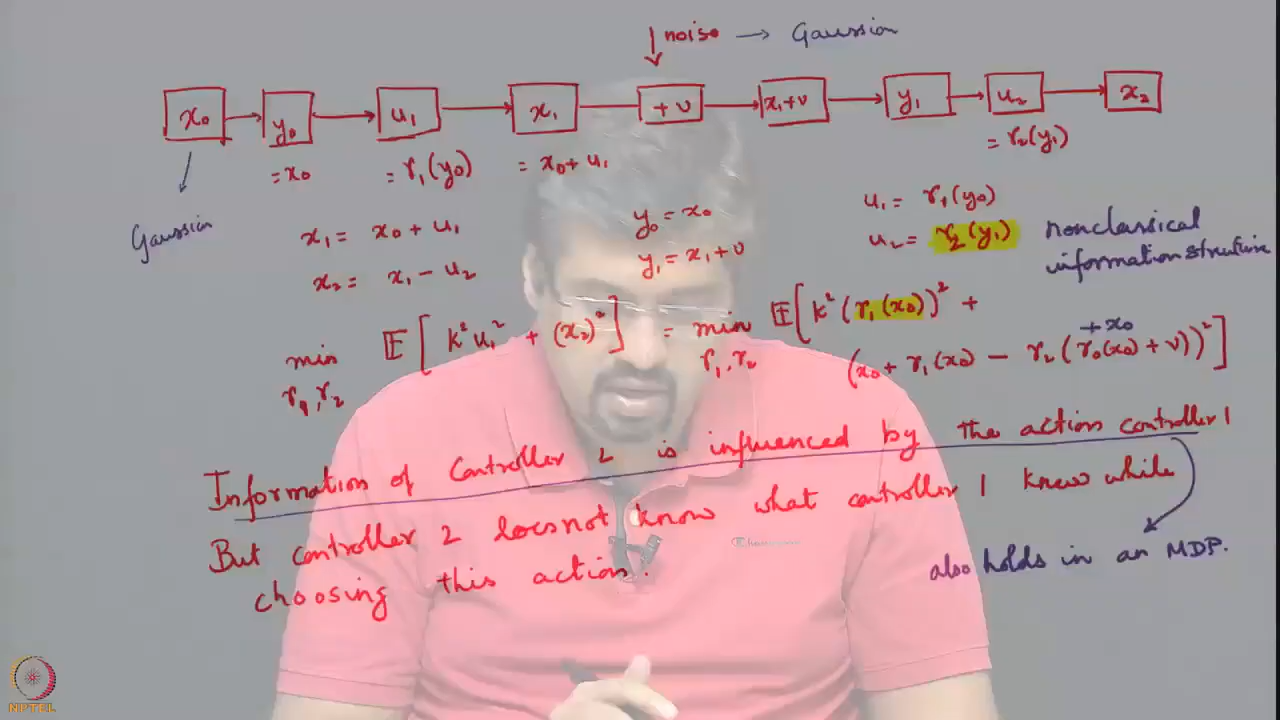 noise → Gaussian
x₀ → y₀ → u₁ → x₁ → +ν → x₁+ν → y₁ → u₂ → x₂
= x₀ = γ₁(y₀) = x₀ + u₁ = γ₂(y₁)
Gaussian
x₁ = x₀ + u₁
x₂ = x₁ - u₂
y₀ = x₀
y₁ = x₁ + ν
u₁ = γ₁(y₀)
u₂ = γ₂(y₁) nonclassical
information structure
min E[k²u₁² + (x₂)²] = min E[k²(γ₁(x₀))² +
γ₁,γ₂ γ₁,γ₂
+x₀
(x₀ + γ₁(x₀) - γ₂(γ₀(x₀) + ν))²]
Information of Controller 2 is influenced by the action controller 1
But controller 2 does not know what controller 1 knew while
choosing this action.
also holds in an MDP.
NPTEL